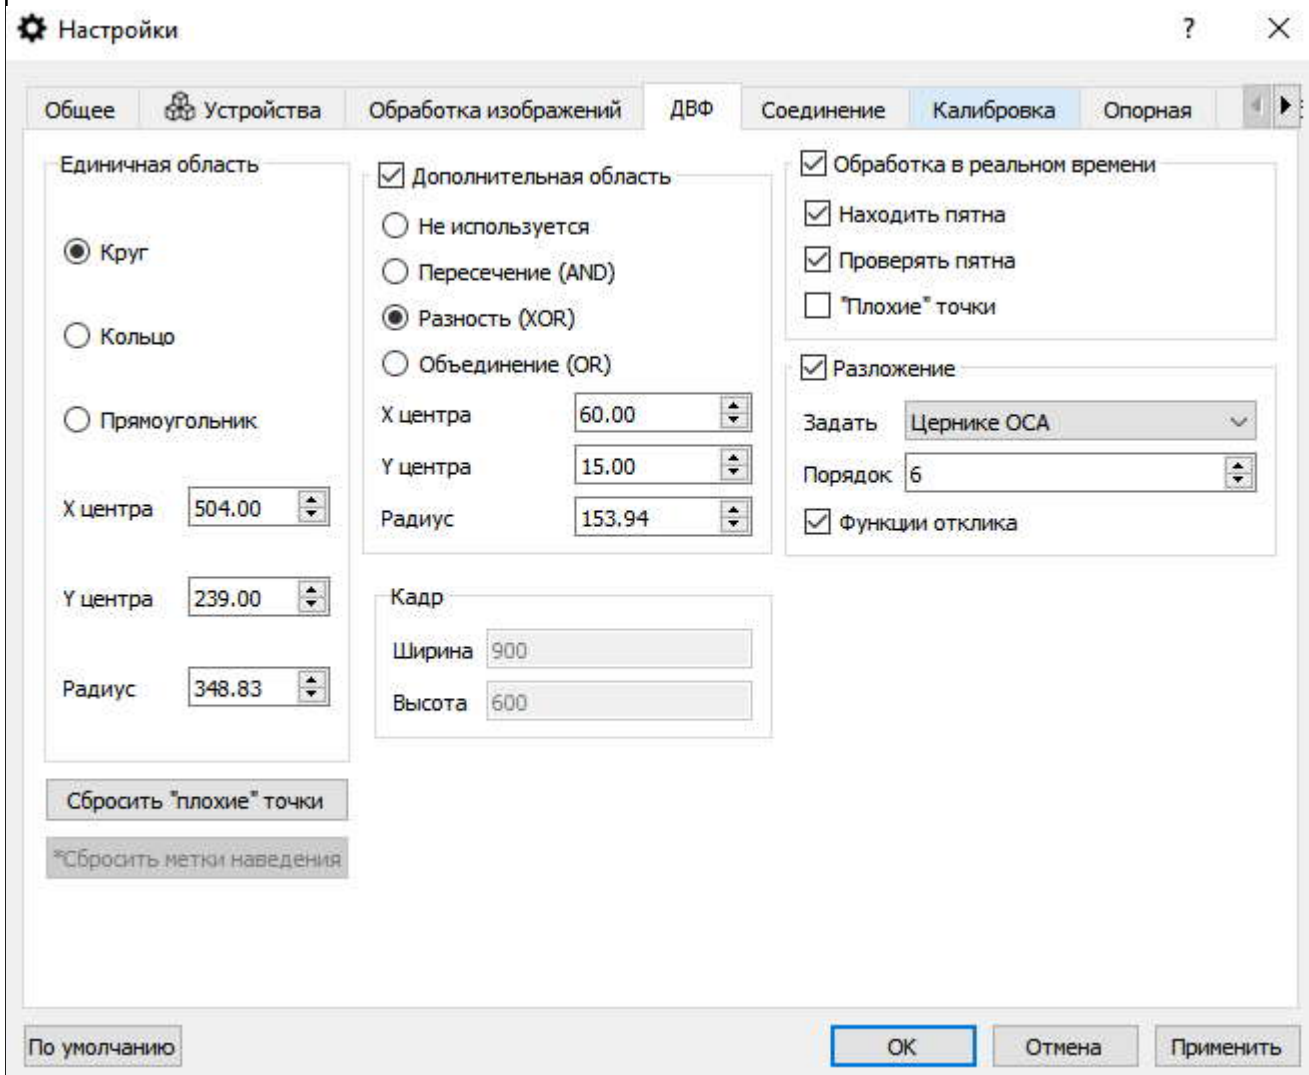 Настройки
?
Общее
Устройства
Обработка изображений
ДВФ
Соединение
Калибровка
Опорная
Единичная область
Круг
Кольцо
Прямоугольник
X центра 504.00
Y центра 239.00
Радиус 348.83
Сбросить "плохие" точки
*Сбросить метки наведения
Дополнительная область
Не используется
Пересечение (AND)
Разность (XOR)
Объединение (OR)
X центра 60.00
Y центра 15.00
Радиус 153.94
Кадр
Ширина 900
Высота 600
Обработка в реальном времени
Находить пятна
Проверять пятна
"Плохие" точки
Разложение
Задать Цернике ОСА
Порядок 6
Функции отклика
По умолчанию
ОК
Отмена
Применить